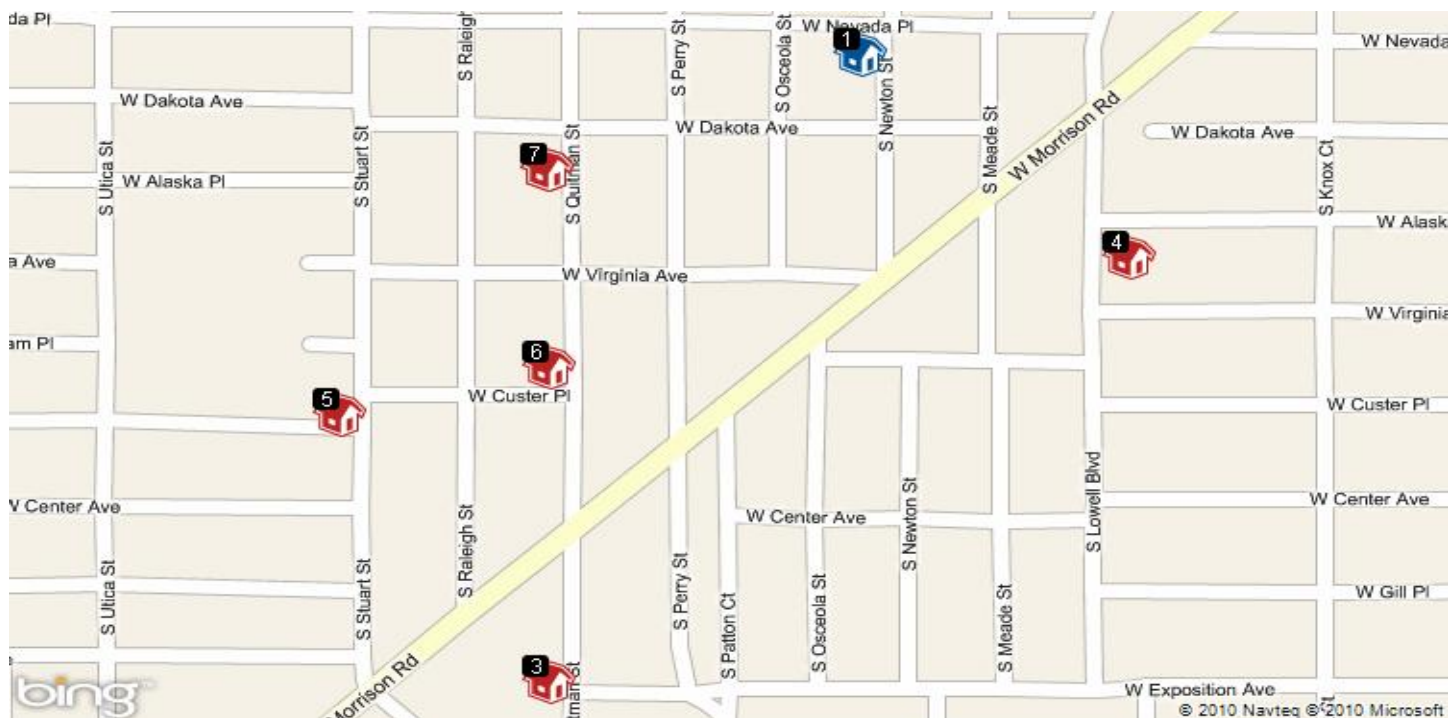 da Pl
W Nevada Pl
1
W Nevada
S Raleigh S
S Perry St
S Osceola St
W Dakota Ave
S Newton St
W Morrison Rd
W Dakota Ave
W Dakota Ave
S Utica St
S Stuart St
7
S Quitman St
S Meade St
S Knox Ct
W Alaska Pl
W Alask
4
a Ave
W Virginia Ave
W Virginia
am Pl
6
5
W Custer Pl
W Custer Pl
S Lowell Blvd
W Center Ave
W Center Ave
W Center Ave
S Raleigh St
S Newton St
S Utica St
S Stuart St
S Perry St
S Patton Ct
S Osceola St
S Meade St
W Gill Pl
3
tman St
Morrison Rd
W Exposition Ave
bing™
Ct
© 2010 Navteq © 2010 Microsoft